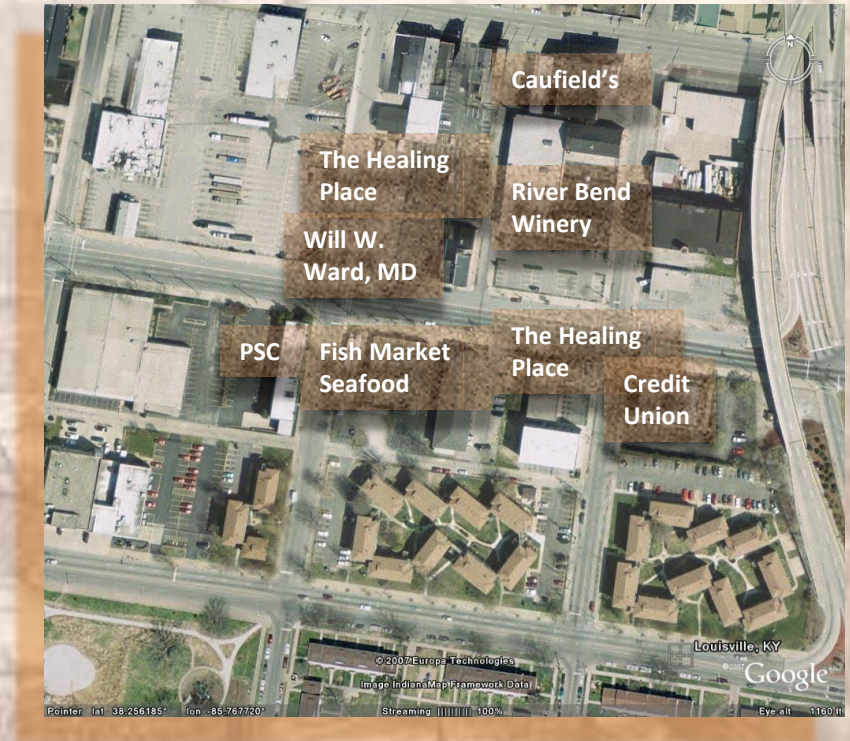 N
Caufield's
The Healing
Place
River Bend
Winery
Will W.
Ward, MD
PSC
Fish Market
Seafood
The Healing
Place
Credit
Union
Louisville, KY
© 2007 Europa Technologies
©2007 Google™
Image IndianaMap Framework Data
Pointer lat 38.256185° lon -85.767720°
Streaming |||||||||| 100%
Eye alt 1160 ft